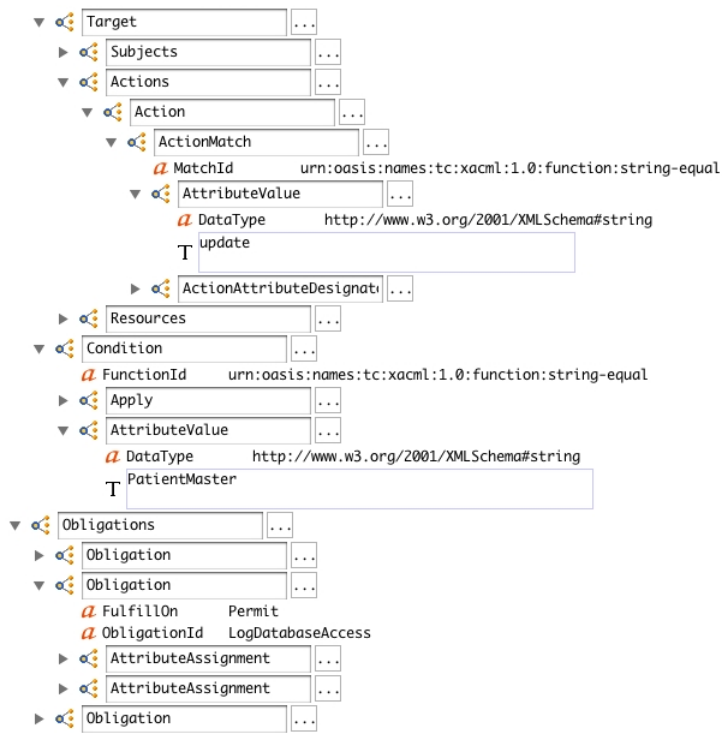 Target ...
Subjects ...
Actions ...
Action ...
ActionMatch ...
a MatchId urn:oasis:names:tc:xacml:1.0:function:string-equal
AttributeValue ...
a DataType http://www.w3.org/2001/XMLSchema#string
T update
ActionAttributeDesignat ...
Resources ...
Condition ...
a FunctionId urn:oasis:names:tc:xacml:1.0:function:string-equal
Apply ...
AttributeValue ...
a DataType http://www.w3.org/2001/XMLSchema#string
T PatientMaster
Obligations ...
Obligation ...
Obligation ...
a FulfillOn Permit
a ObligationId LogDatabaseAccess
AttributeAssignment ...
AttributeAssignment ...
Obligation ...